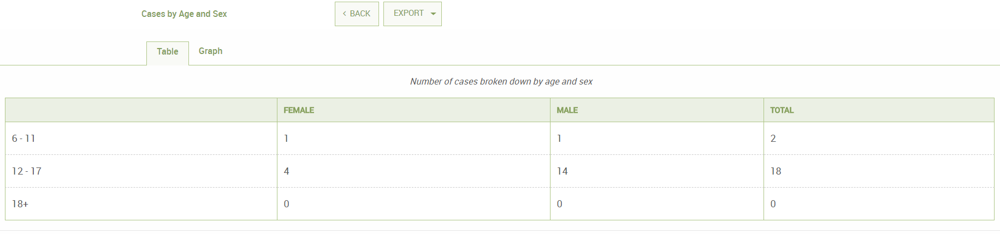 Cases by Age and Sex
< BACK
EXPORT
Table
Graph
Number of cases broken down by age and sex
FEMALE MALE TOTAL
6 - 11 1 1 2
12 - 17 4 14 18
18+ 0 0 0